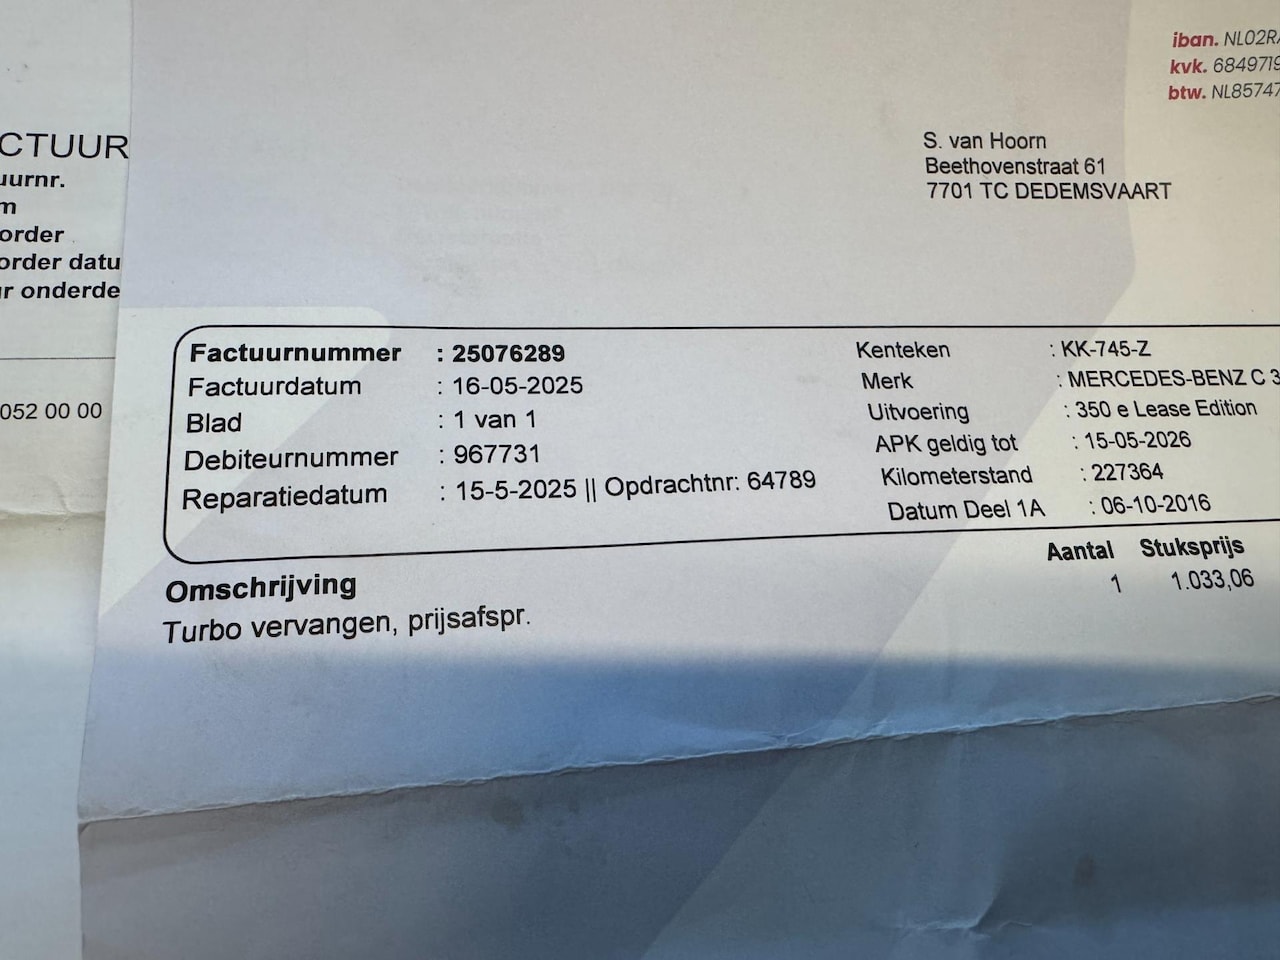 iban. NL02R
kvk. 6849719
btw. NL85747
CTUUR
uurnr.
m
order
order datu
r onderde
052 00 00
S. van Hoorn
Beethovenstraat 61
7701 TC DEDEMSVAART
Factuurnummer : 25076289
Factuurdatum : 16-05-2025
Blad : 1 van 1
Debiteurnummer : 967731
Reparatiedatum : 15-5-2025 || Opdrachtnr: 64789
Kenteken : KK-745-Z
Merk : MERCEDES-BENZ C 3
Uitvoering : 350 e Lease Edition
APK geldig tot : 15-05-2026
Kilometerstand : 227364
Datum Deel 1A : 06-10-2016
Omschrijving Aantal Stuksprijs
Turbo vervangen, prijsafspr. 1 1.033,06